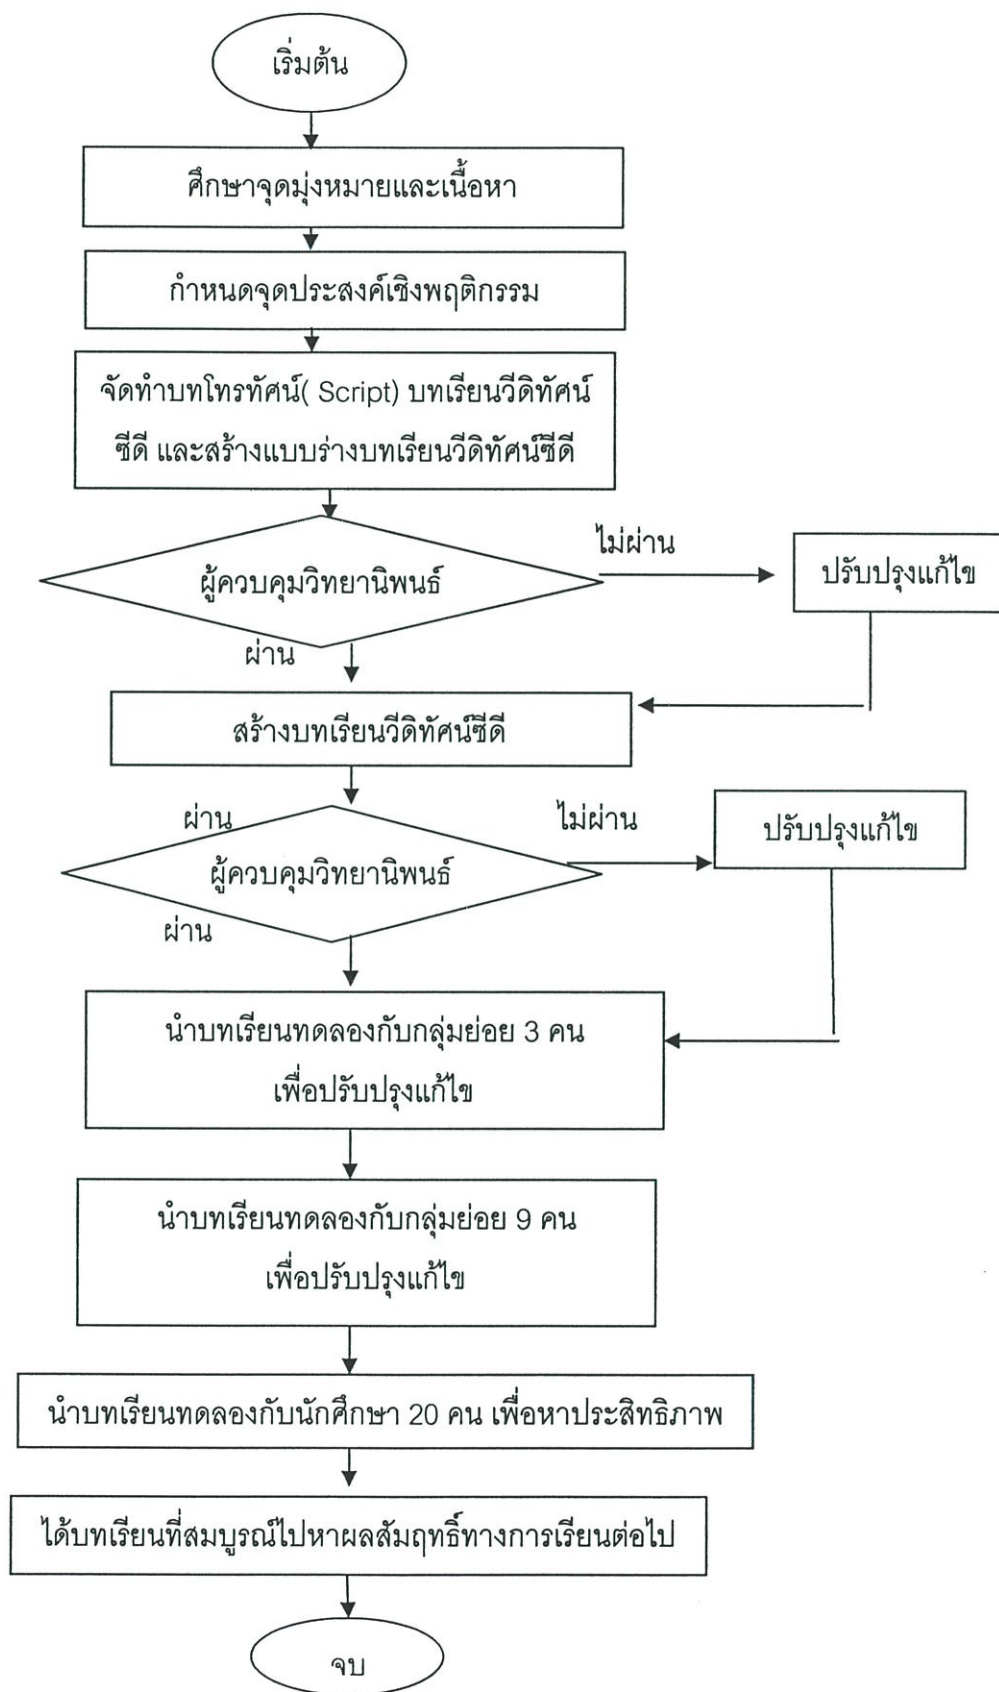 เริ่มต้น
ศึกษาจุดมุ่งหมายและเนื้อหา
กำหนดจุดประสงค์เชิงพฤติกรรม
จัดทำบทโทรทัศน์( Script) บทเรียนวีดิทัศน์
ซีดี และสร้างแบบร่างบทเรียนวีดิทัศน์ซีดี
ไม่ผ่าน
ผู้ควบคุมวิทยานิพนธ์
ปรับปรุงแก้ไข
ผ่าน
สร้างบทเรียนวีดิทัศน์ซีดี
ผ่าน
ไม่ผ่าน
ผู้ควบคุมวิทยานิพนธ์
ปรับปรุงแก้ไข
ผ่าน
นำบทเรียนทดลองกับกลุ่มย่อย 3 คน
เพื่อปรับปรุงแก้ไข
นำบทเรียนทดลองกับกลุ่มย่อย 9 คน
เพื่อปรับปรุงแก้ไข
นำบทเรียนทดลองกับนักศึกษา 20 คน เพื่อหาประสิทธิภาพ
ได้บทเรียนที่สมบูรณ์ไปหาผลสัมฤทธิ์ทางการเรียนต่อไป
จบ